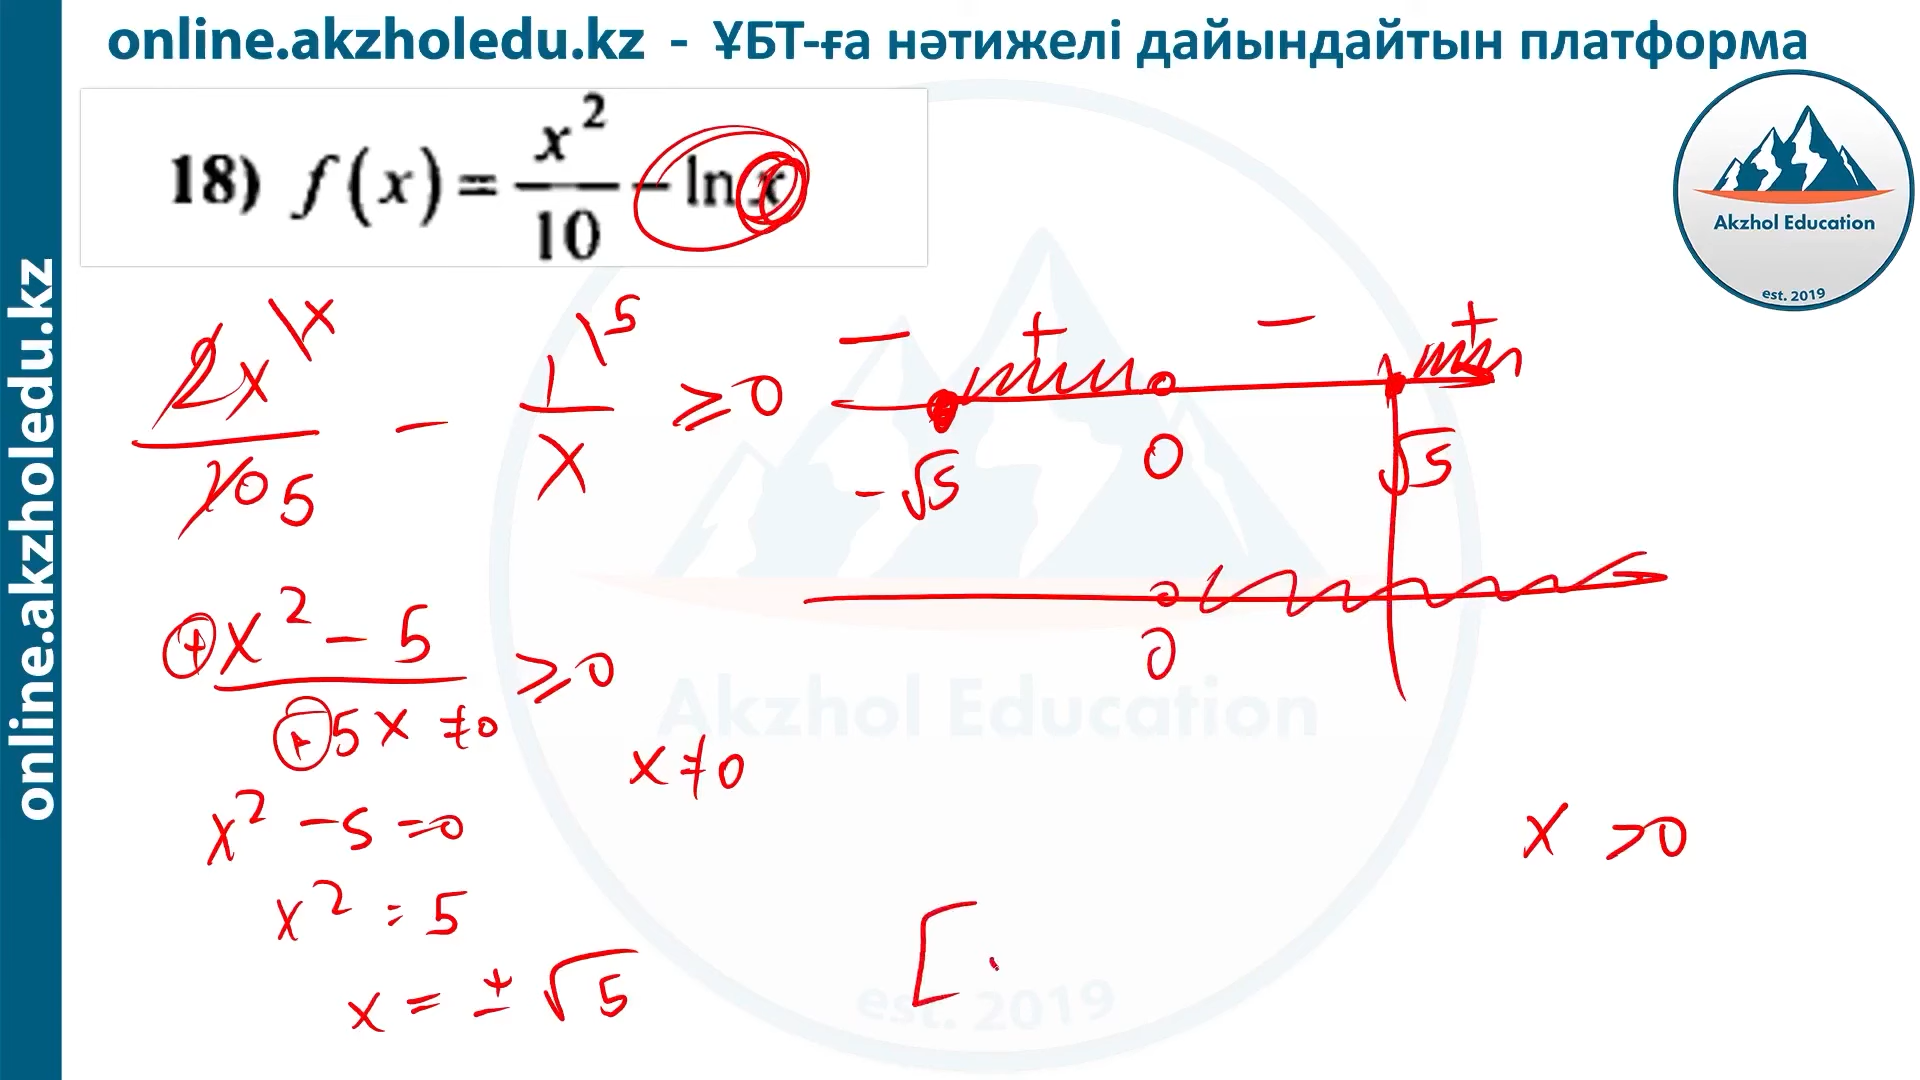 online.akzholedu.kz - ҰБТ-ға нәтижелі дайындайтын платформа
online.akzholedu.kz
18) f(x) = x²/10 - ln x
Akzhol Education
est. 2019
2x \x / 10 5 - 1 \5 / x ≥ 0
- + - +
-√5 0 √5
x² - 5 / 5x ≠ 0 ≥ 0
0
x ≠ 0
x² - 5 = 0
x > 0
x² = 5
x = ± √5
[
Akzhol Education
est. 2019